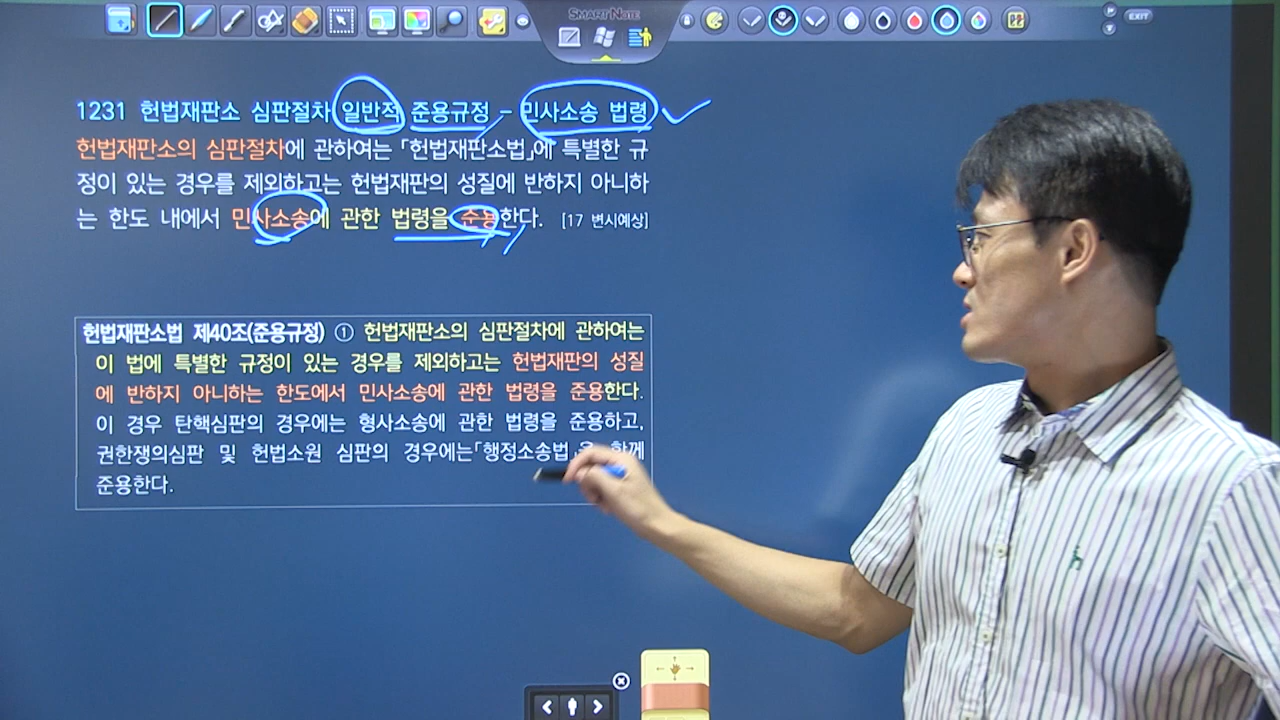 SMARTNOTE
EXIT
1231 헌법재판소 심판절차 일반적 준용규정 - 민사소송 법령
헌법재판소의 심판절차에 관하여는 「헌법재판소법」에 특별한 규
정이 있는 경우를 제외하고는 헌법재판의 성질에 반하지 아니하
는 한도 내에서 민사소송에 관한 법령을 준용한다. [17 변시예상]
헌법재판소법 제40조(준용규정) ① 헌법재판소의 심판절차에 관하여는
이 법에 특별한 규정이 있는 경우를 제외하고는 헌법재판의 성질
에 반하지 아니하는 한도에서 민사소송에 관한 법령을 준용한다.
이 경우 탄핵심판의 경우에는 형사소송에 관한 법령을 준용하고,
권한쟁의심판 및 헌법소원 심판의 경우에는「행정소송법」을 함께
준용한다.